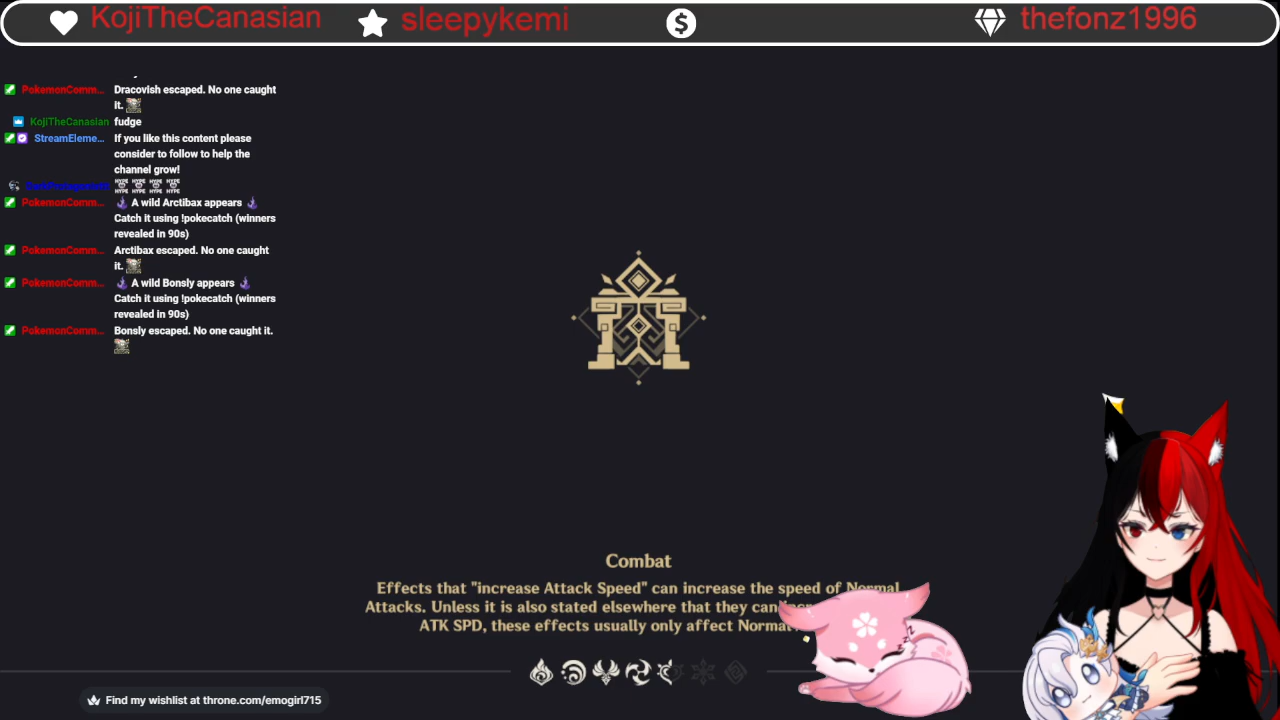 KojiTheCanasian
sleepykemi
thefonz1996
PokemonComm... Dracovish escaped. No one caught
it.
KojiTheCanasian fudge
StreamEleme... If you like this content please
consider to follow to help the
channel grow!
HYPE HYPE HYPE HYPE
PokemonComm... A wild Arctibax appears
Catch it using !pokecatch (winners
revealed in 90s)
PokemonComm... Arctibax escaped. No one caught
it.
PokemonComm... A wild Bonsly appears
Catch it using !pokecatch (winners
revealed in 90s)
PokemonComm... Bonsly escaped. No one caught it.
Combat
Effects that "increase Attack Speed" can increase the speed of Normal
Attacks. Unless it is also stated elsewhere that they can
ATK SPD, these effects usually only affect Normal
Find my wishlist at throne.com/emogirl715